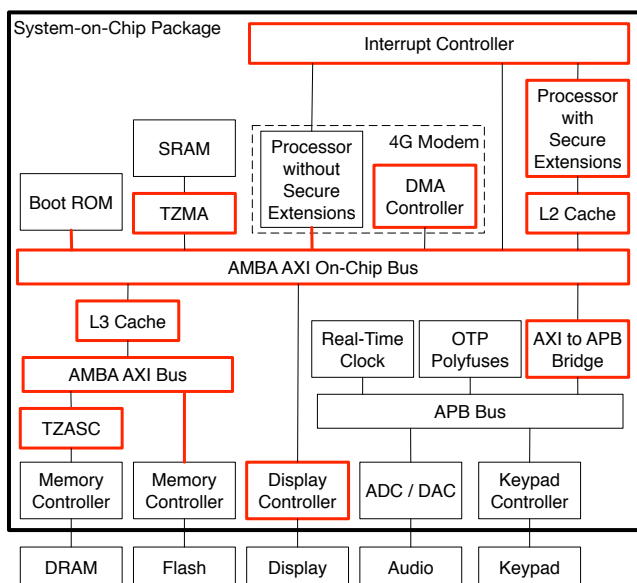 System-on-Chip Package
Interrupt Controller
Processor
with
Secure
Extensions
4G Modem
SRAM
Processor
without
Secure
Extensions
DMA
Controller
Boot ROM
TZMA
L2 Cache
AMBA AXI On-Chip Bus
L3 Cache
Real-Time
Clock
OTP
Polyfuses
AXI to APB
Bridge
AMBA AXI Bus
APB Bus
TZASC
Memory
Controller
Memory
Controller
Display
Controller
ADC / DAC
Keypad
Controller
DRAM
Flash
Display
Audio
Keypad